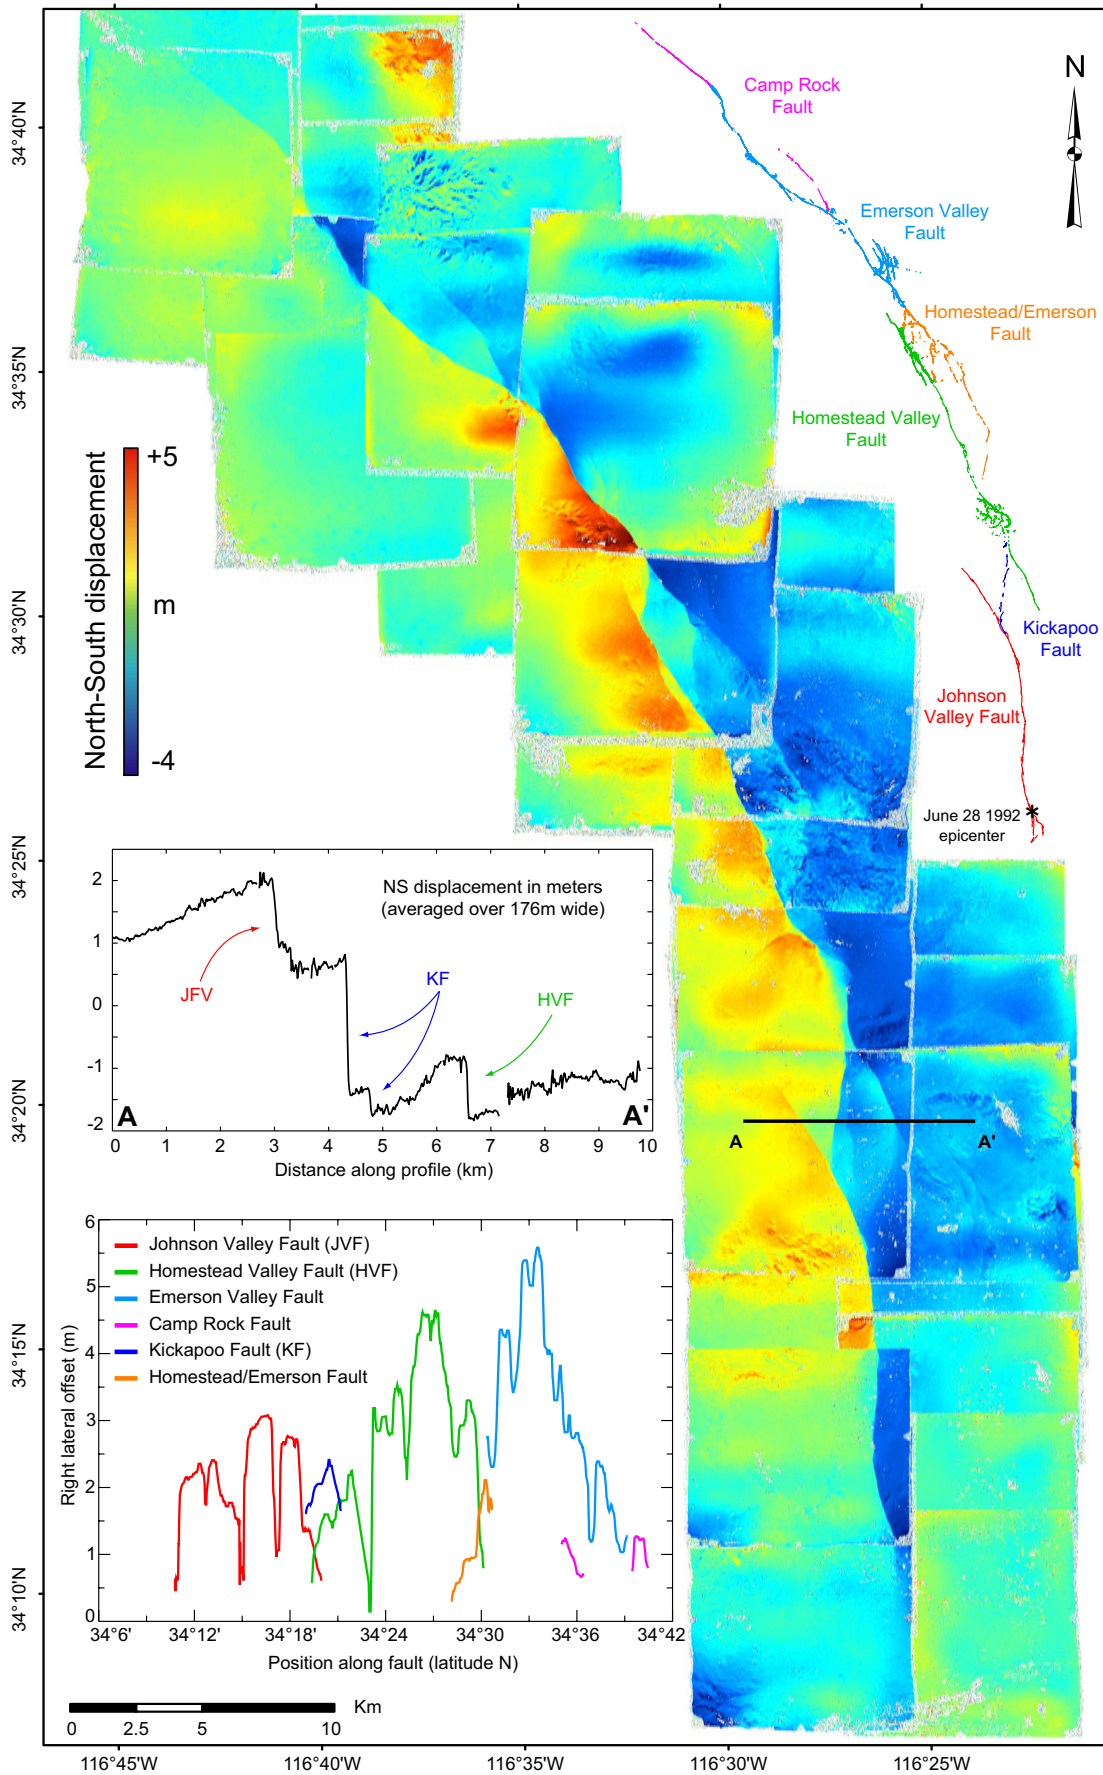 N
Camp Rock
Fault
Emerson Valley
Fault
Homestead/Emerson
Fault
Homestead Valley
Fault
Kickapoo
Fault
Johnson
Valley Fault
June 28 1992
epicenter
34°40'N
34°35'N
34°30'N
34°25'N
34°20'N
34°15'N
34°10'N
North-South displacement
+5
m
-4
NS displacement in meters
(averaged over 176m wide)
2
1
0
-1
-2
JFV
KF
HVF
A
A'
0 1 2 3 4 5 6 7 8 9 10
Distance along profile (km)
A
A'
6
5
4
3
2
1
0
Right lateral offset (m)
Johnson Valley Fault (JVF)
Homestead Valley Fault (HVF)
Emerson Valley Fault
Camp Rock Fault
Kickapoo Fault (KF)
Homestead/Emerson Fault
34°6' 34°12' 34°18' 34°24 34°30 34°36 34°42
Position along fault (latitude N)
Km
0 2.5 5 10
116°45'W 116°40'W 116°35'W 116°30'W 116°25'W